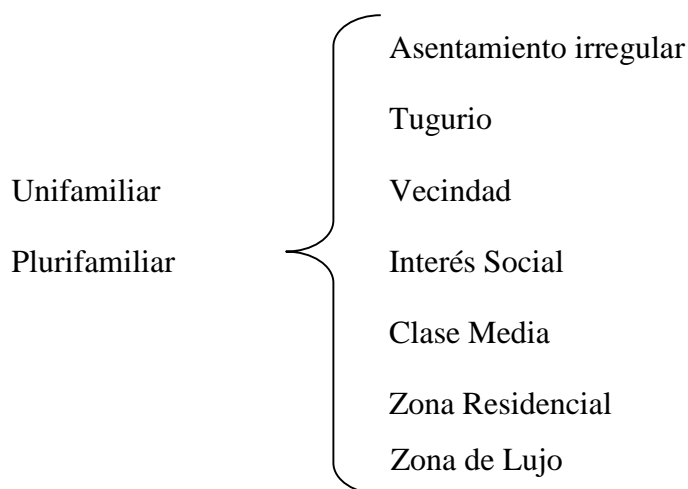 Asentamiento irregular
Tugurio
Unifamiliar
Vecindad
Plurifamiliar
Interés Social
Clase Media
Zona Residencial
Zona de Lujo